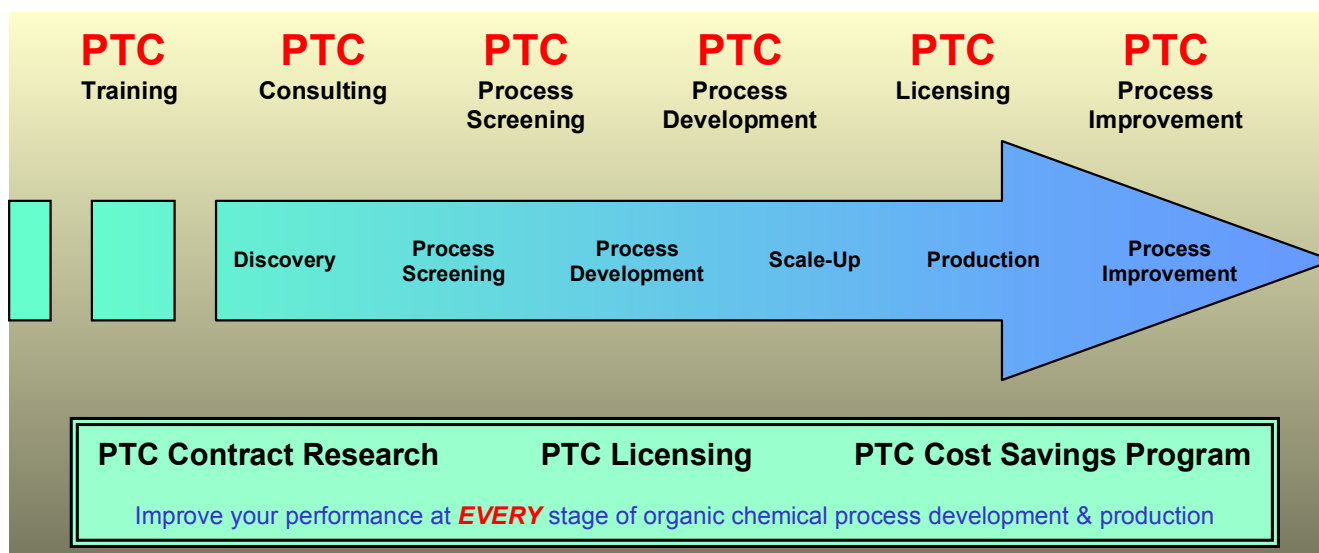 PTC PTC PTC PTC PTC PTC
Training Consulting Process Process Licensing Process
Screening Development Improvement
Discovery Process Process Scale-Up Production Process
Screening Development Improvement
PTC Contract Research PTC Licensing PTC Cost Savings Program
Improve your performance at EVERY stage of organic chemical process development & production